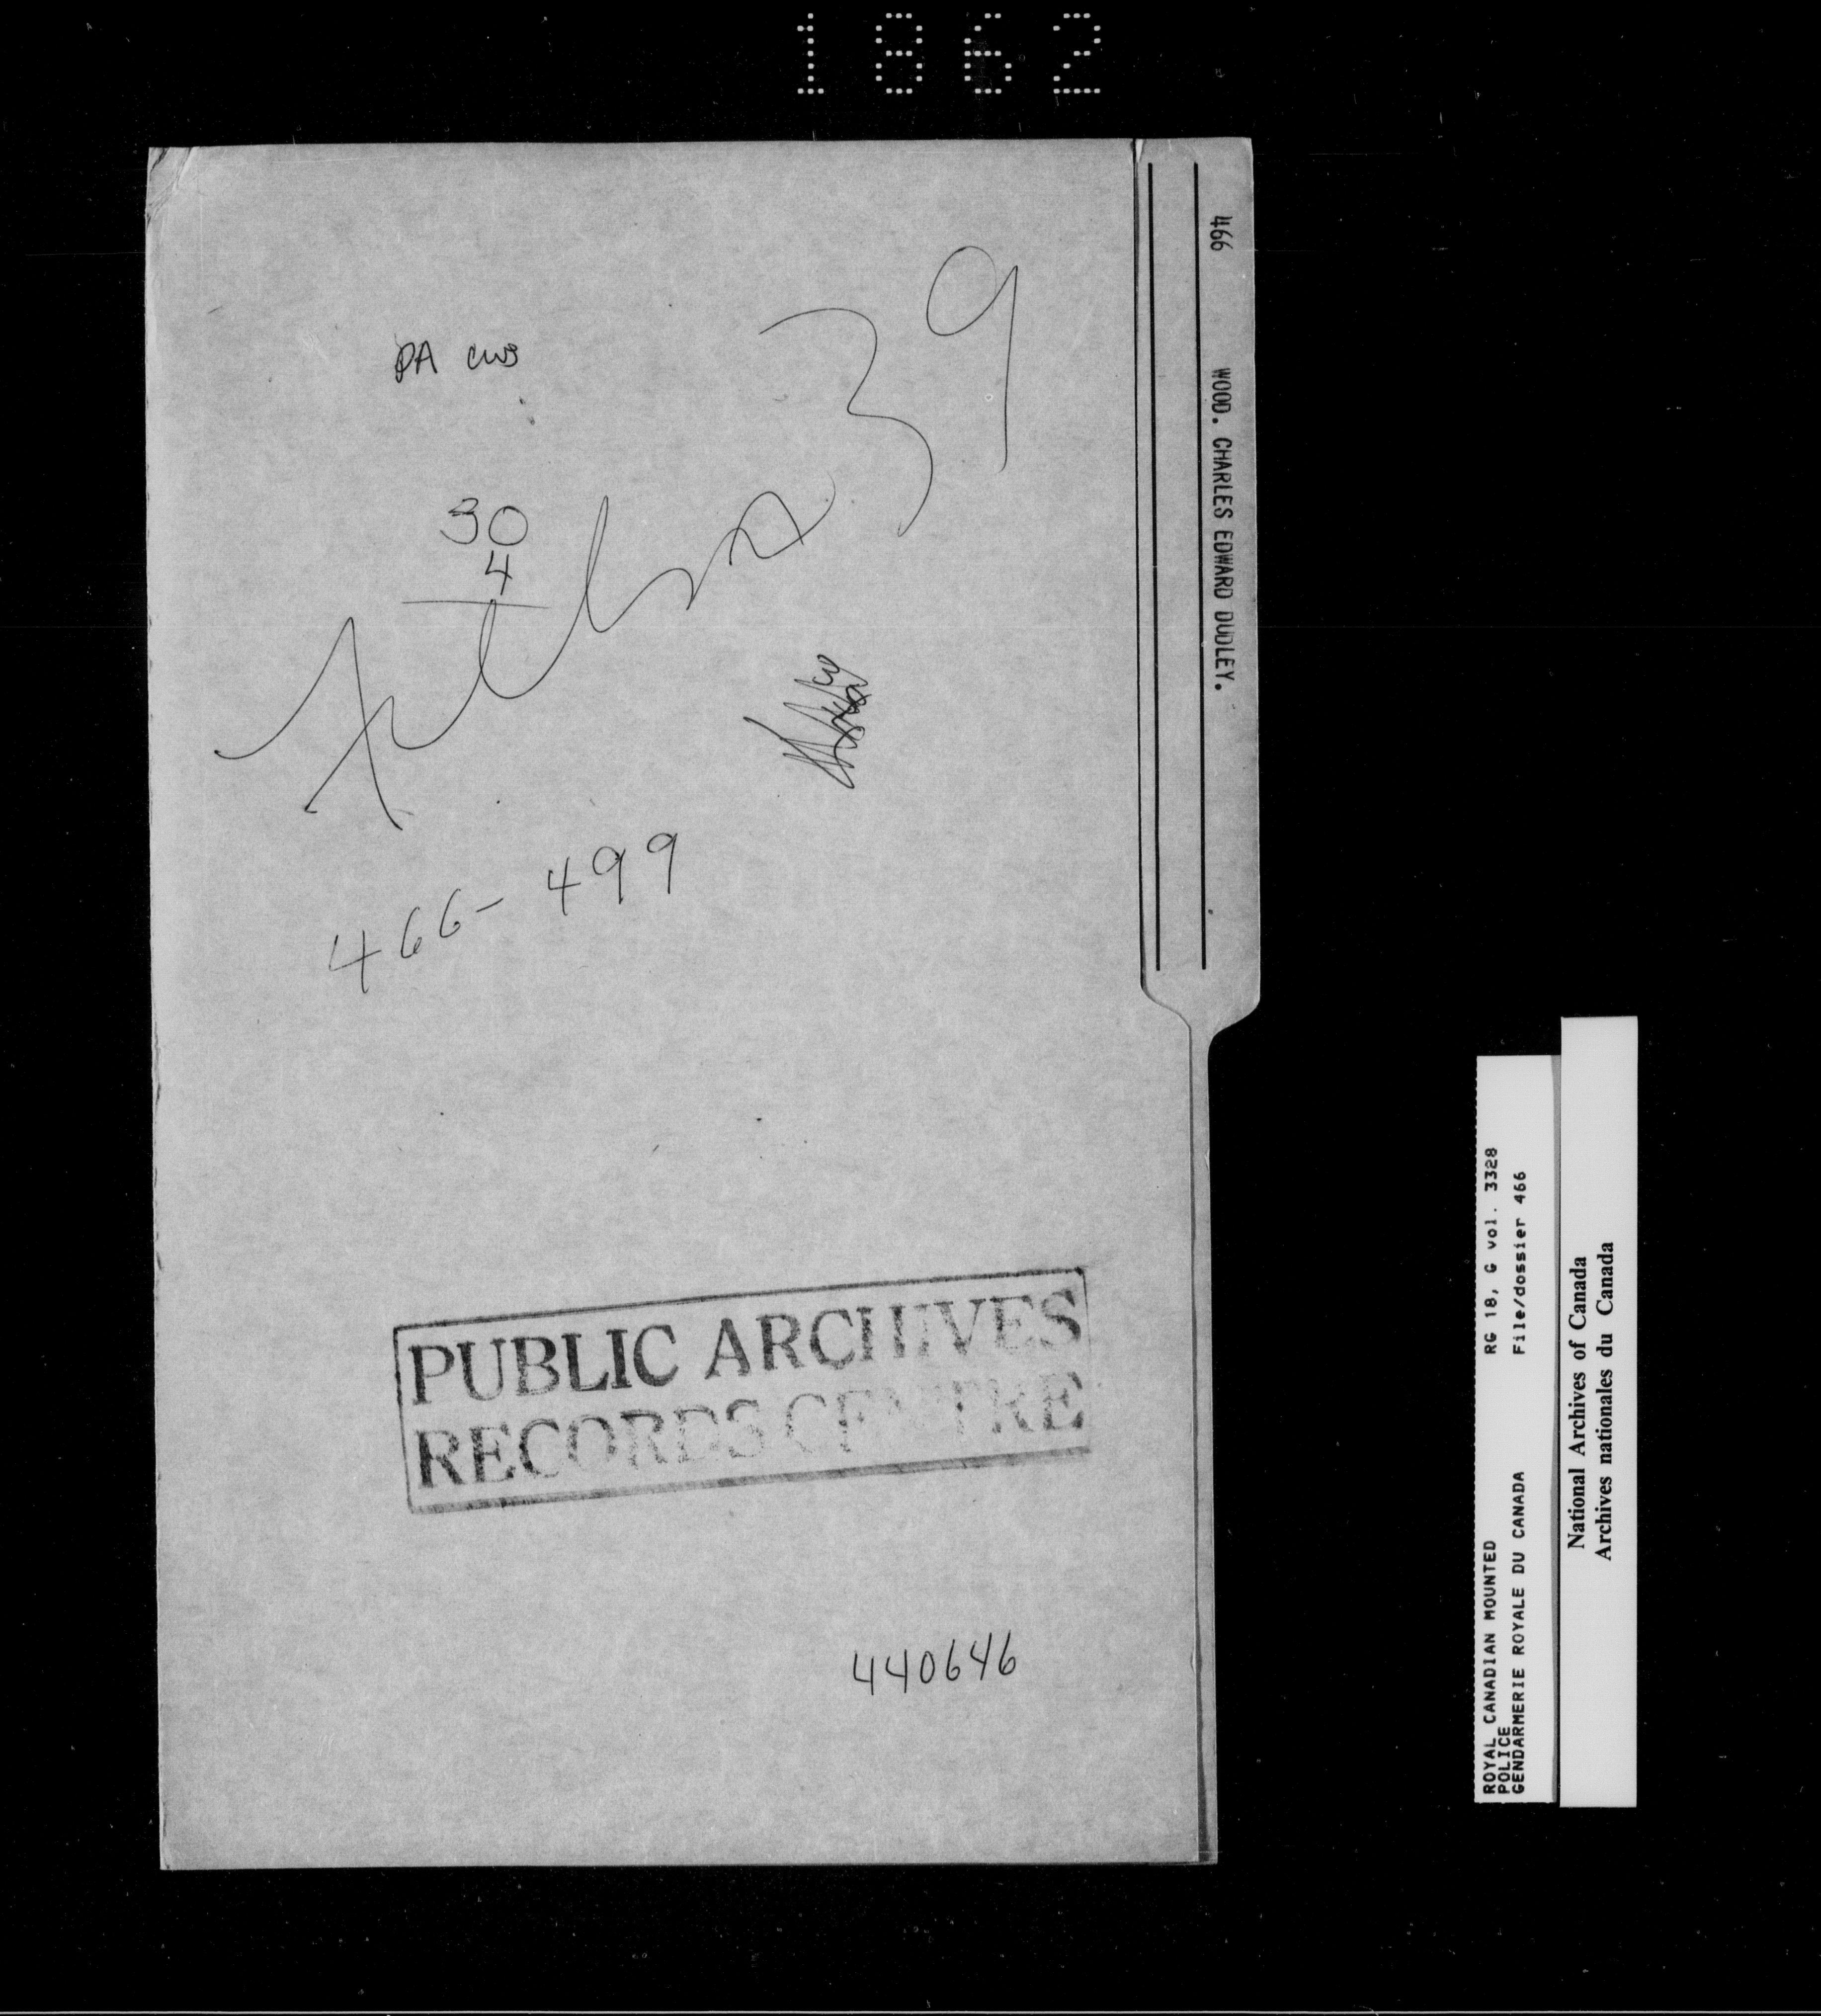 1862
466 WOOD. CHARLES EDWARD DUDLEY.
PA
39
30
4
466-499
PUBLIC ARCHIVES
RECORDS CENTRE
440646
ROYAL CANADIAN MOUNTED
POLICE
GENDARMERIE ROYALE DU CANADA
RG 18, G vol. 3328
File/dossier 466
National Archives of Canada
Archives nationales du Canada